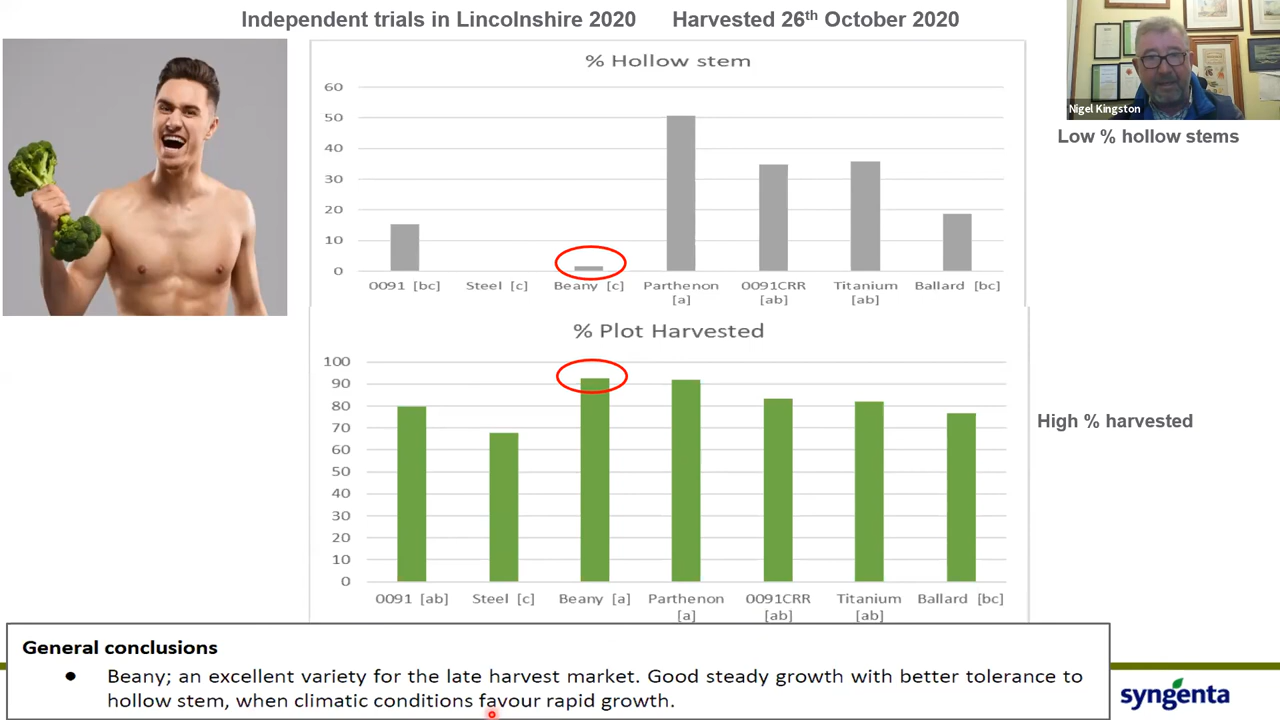 Independent trials in Lincolnshire 2020 Harvested 26th October 2020
Nigel Kingston
Low % hollow stems
% Hollow stem
60
50
40
30
20
10
0
0091 [bc] Steel [c] Beany [c] Parthenon [a] 0091CRR [ab] Titanium [ab] Ballard [bc]
% Plot Harvested
100
90
80
70
60
50
40
30
20
10
0
0091 [ab] Steel [c] Beany [a] Parthenon [a] 0091CRR [ab] Titanium [ab] Ballard [bc]
High % harvested
General conclusions
● Beany; an excellent variety for the late harvest market. Good steady growth with better tolerance to
hollow stem, when climatic conditions favour rapid growth.
syngenta